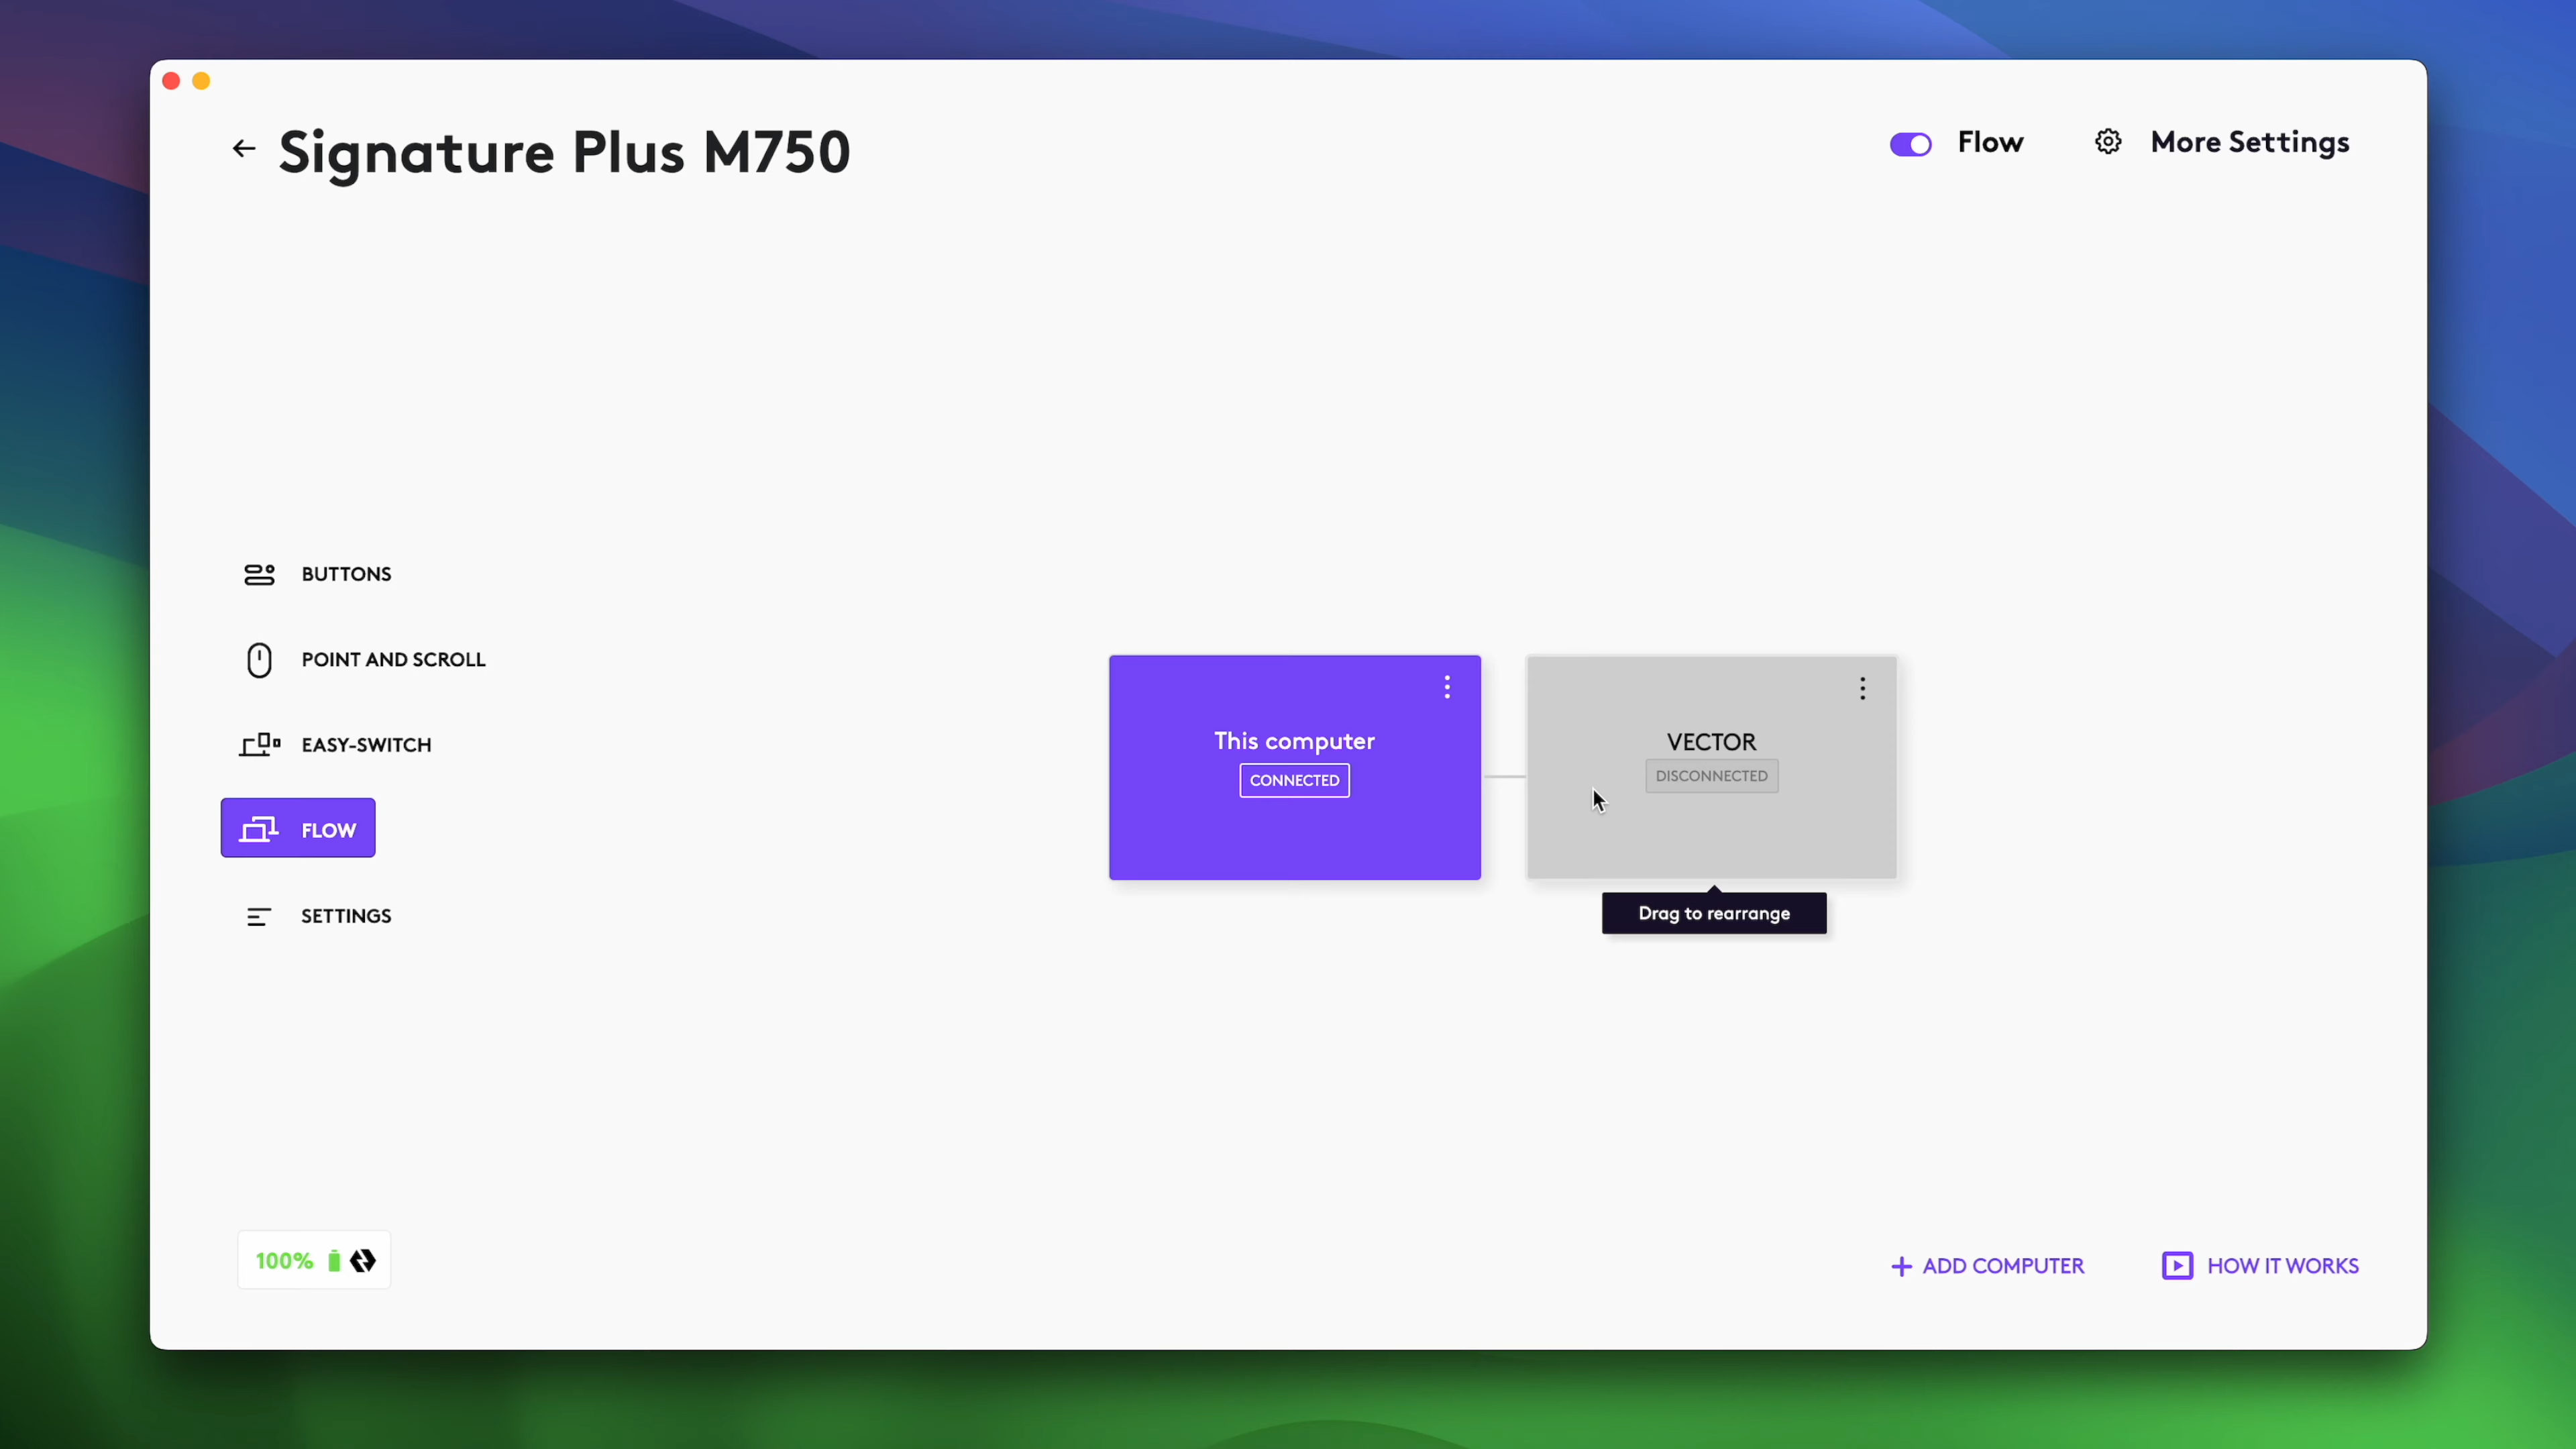 Signature Plus M750
Flow
More Settings
BUTTONS
POINT AND SCROLL
EASY-SWITCH
FLOW
SETTINGS
This computer
CONNECTED
VECTOR
DISCONNECTED
Drag to rearrange
100%
ADD COMPUTER
HOW IT WORKS